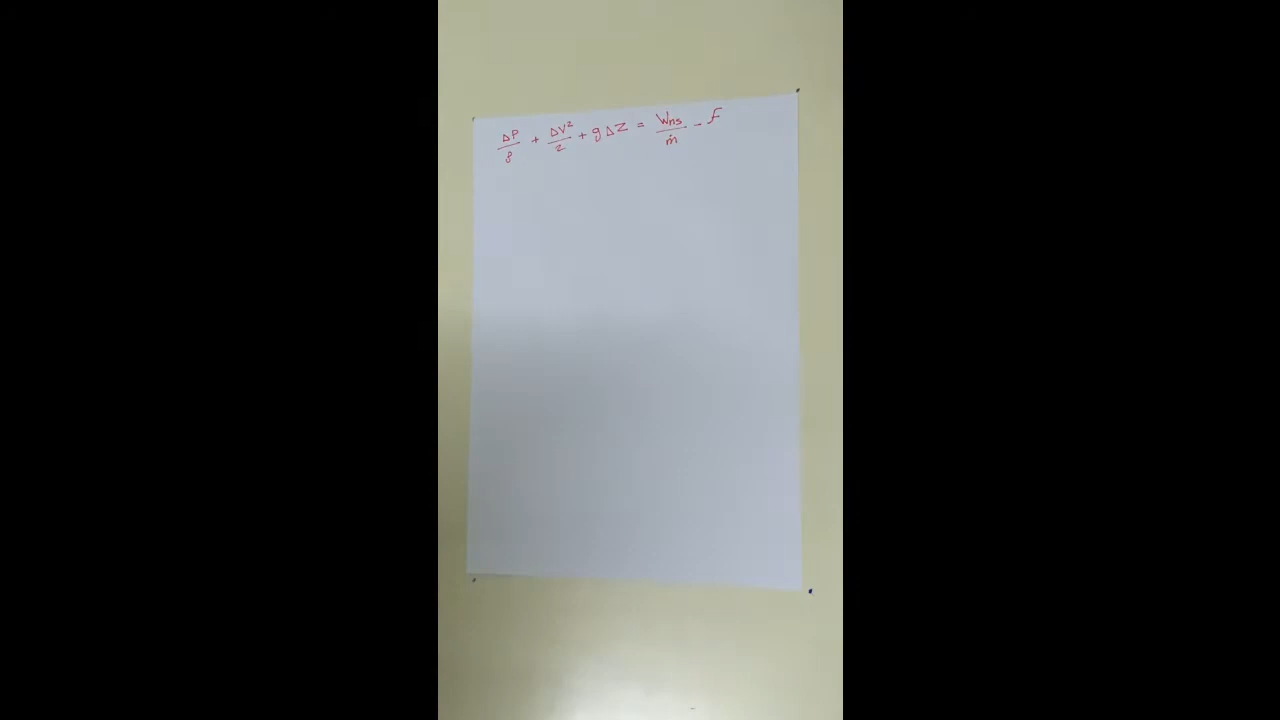 ΔP/ρ + ΔV²/2 + gΔZ = Wns/ṁ - f